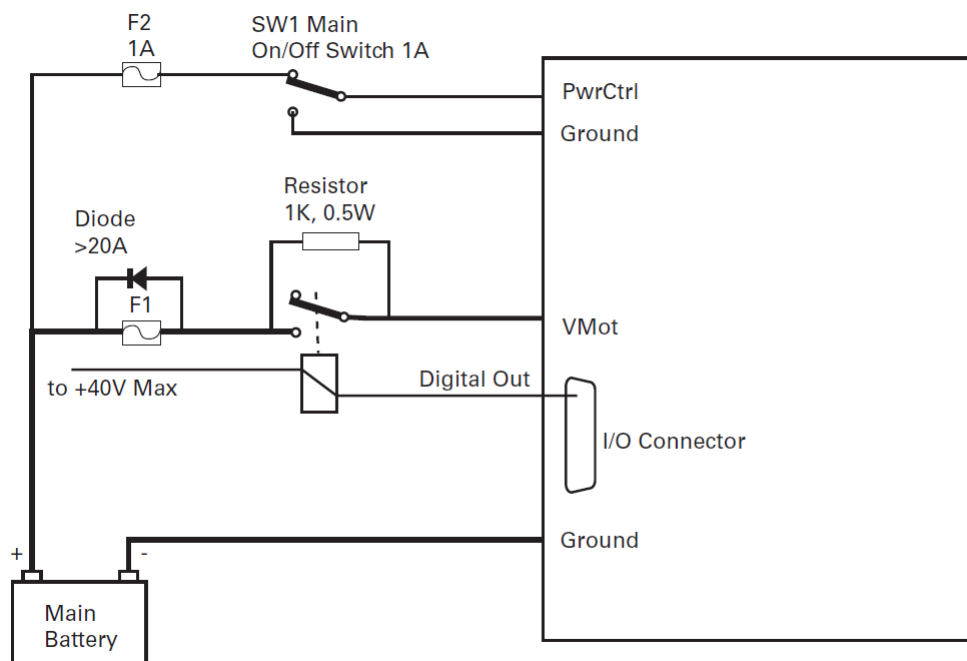 F2
1A
SW1 Main
On/Off Switch 1A
PwrCtrl
Ground
Resistor
1K, 0.5W
Diode
>20A
F1
VMot
to +40V Max
Digital Out
I/O Connector
Ground
+
-
Main
Battery